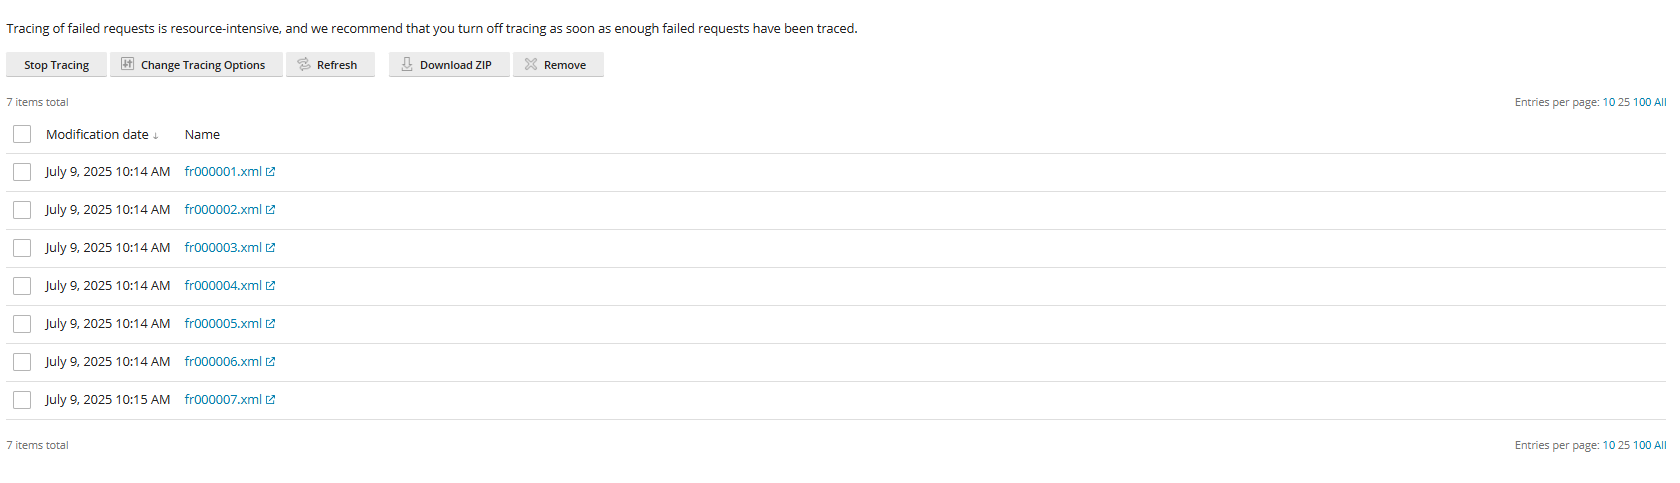 Tracing of failed requests is resource-intensive, and we recommend that you turn off tracing as soon as enough failed requests have been traced.
Stop Tracing Change Tracing Options Refresh Download ZIP Remove
7 items total Entries per page: 10 25 100 All
Modification date ↓ Name
July 9, 2025 10:14 AM fr000001.xml
July 9, 2025 10:14 AM fr000002.xml
July 9, 2025 10:14 AM fr000003.xml
July 9, 2025 10:14 AM fr000004.xml
July 9, 2025 10:14 AM fr000005.xml
July 9, 2025 10:14 AM fr000006.xml
July 9, 2025 10:15 AM fr000007.xml
7 items total Entries per page: 10 25 100 All